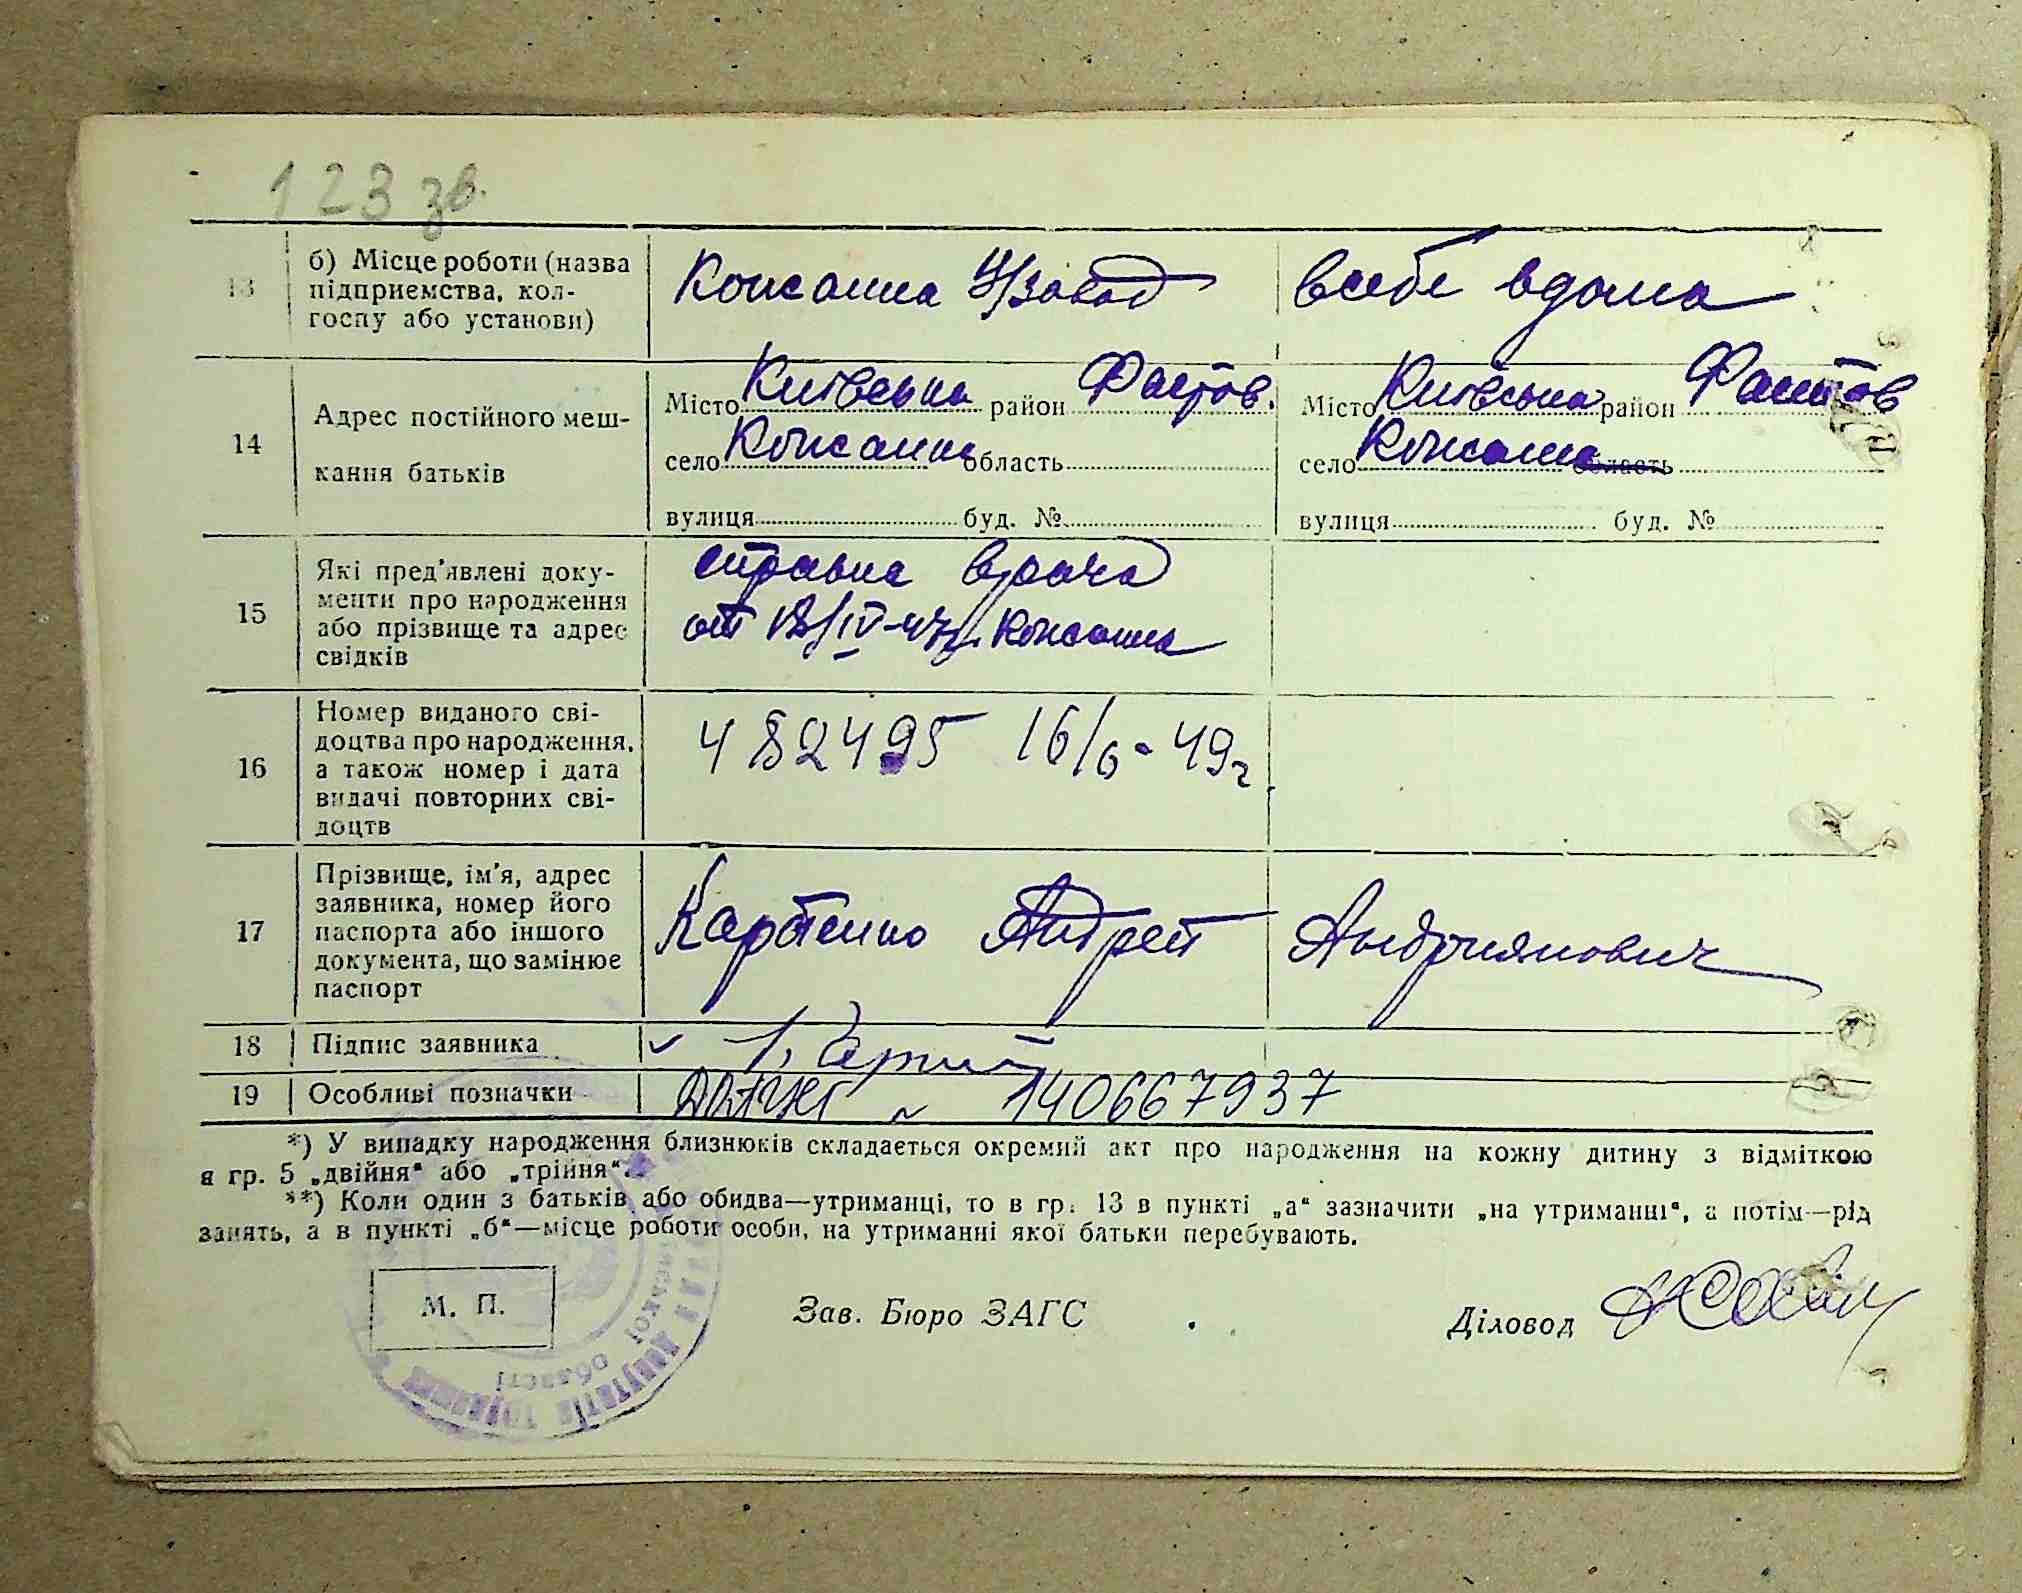 123 зв.
13
б) Місце роботи (назва
підприємства, кол-
госпу або установи)
Кожанка Ц/завод
всебе вдома
14
Адрес постійного меш-
кання батьків
Місто Київська район Фастов.
село Кожанка область
вулиця буд. №
Місто Київська район Фастов
село Кожанка область
вулиця буд. №
15
Які пред'явлені доку-
менти про народження
або прізвище та адрес
свідків
справка врача
от Кожанка
16
Номер виданого сві-
доцтва про народження,
а також номер і дата
видачі повторних сві-
доцтв
482495 16/6-49г
17
Прізвище, ім'я, адрес
заявника, номер його
паспорта або іншого
документа, що замінює
паспорт
Андрей
Андриянович
18
Підпис заявника
19
Особливі позначки
140667937
*) У випадку народження близнюків складається окремий акт про народження на кожну дитину з відміткою
в гр. 5 „двійня“ або „трійня“.
**) Коли один з батьків або обидва—утриманці, то в гр. 13 в пункті „а“ зазначити „на утриманні“, а потім—рід
занять, а в пункті „б“—місце роботи особи, на утриманні якої батьки перебувають.
М. П.
Зав. Бюро ЗАГС
Діловод
депутатів трудящих
області